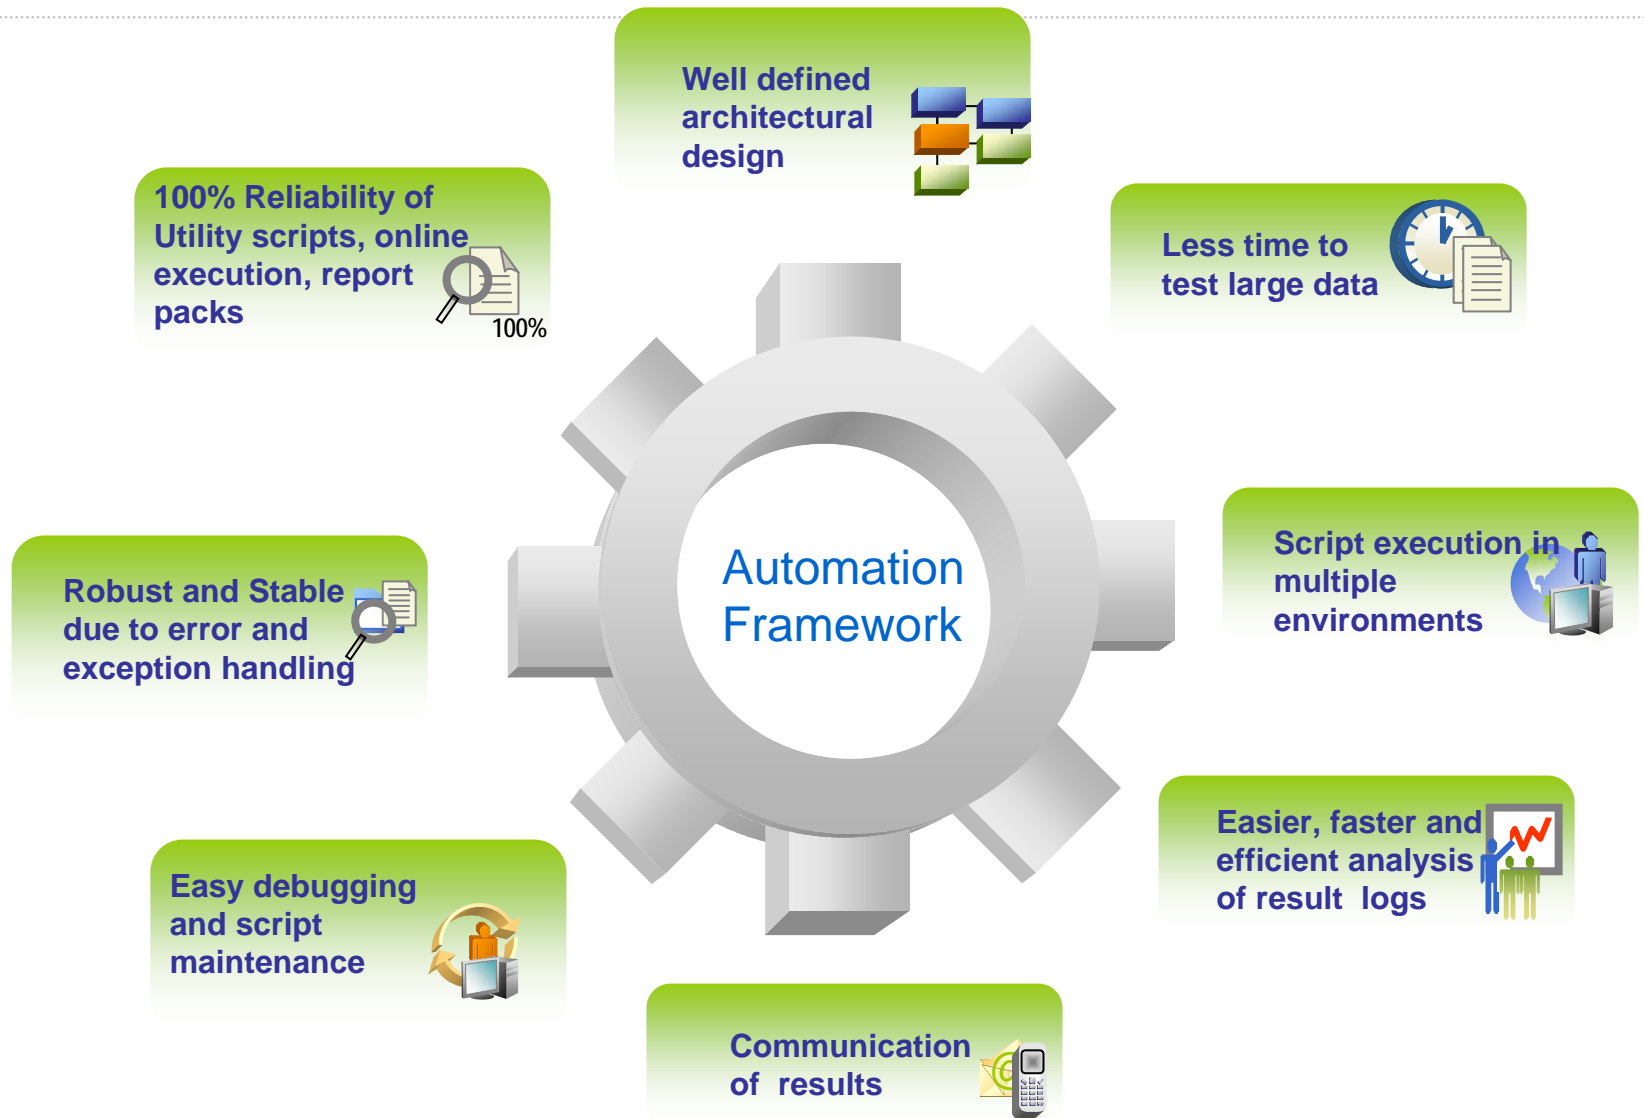 Well defined
architectural
design
100% Reliability of
Utility scripts, online
execution, report
packs
100%
Less time to
test large data
Automation
Framework
Script execution in
multiple
environments
Robust and Stable
due to error and
exception handling
Easier, faster and
efficient analysis
of result logs
Easy debugging
and script
maintenance
Communication
of results